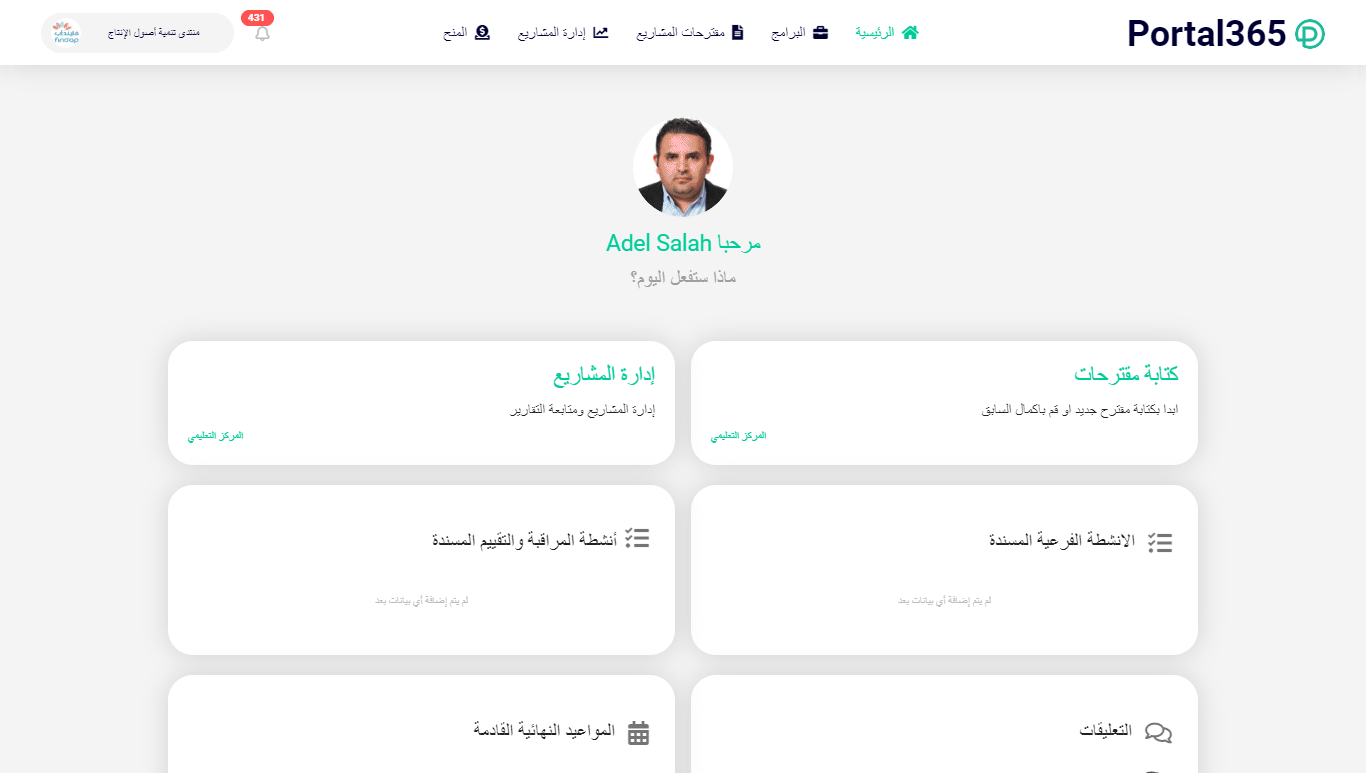 Portal365
الرئيسية
البرامج
مقترحات المشاريع
إدارة المشاريع
المنح
431
منتدى تنمية أصول الإنتاج
فايندآب
findap
مرحبا Adel Salah
ماذا ستفعل اليوم؟
كتابة مقترحات
ابدا بكتابة مقترح جديد او قم باكمال السابق
المركز التعليمي
إدارة المشاريع
إدارة المشاريع ومتابعة التقارير
المركز التعليمي
الانشطة الفرعية المسندة
لم يتم إضافة أي بيانات بعد
أنشطة المراقبة والتقييم المسندة
لم يتم إضافة أي بيانات بعد
التعليقات
المواعيد النهائية القادمة